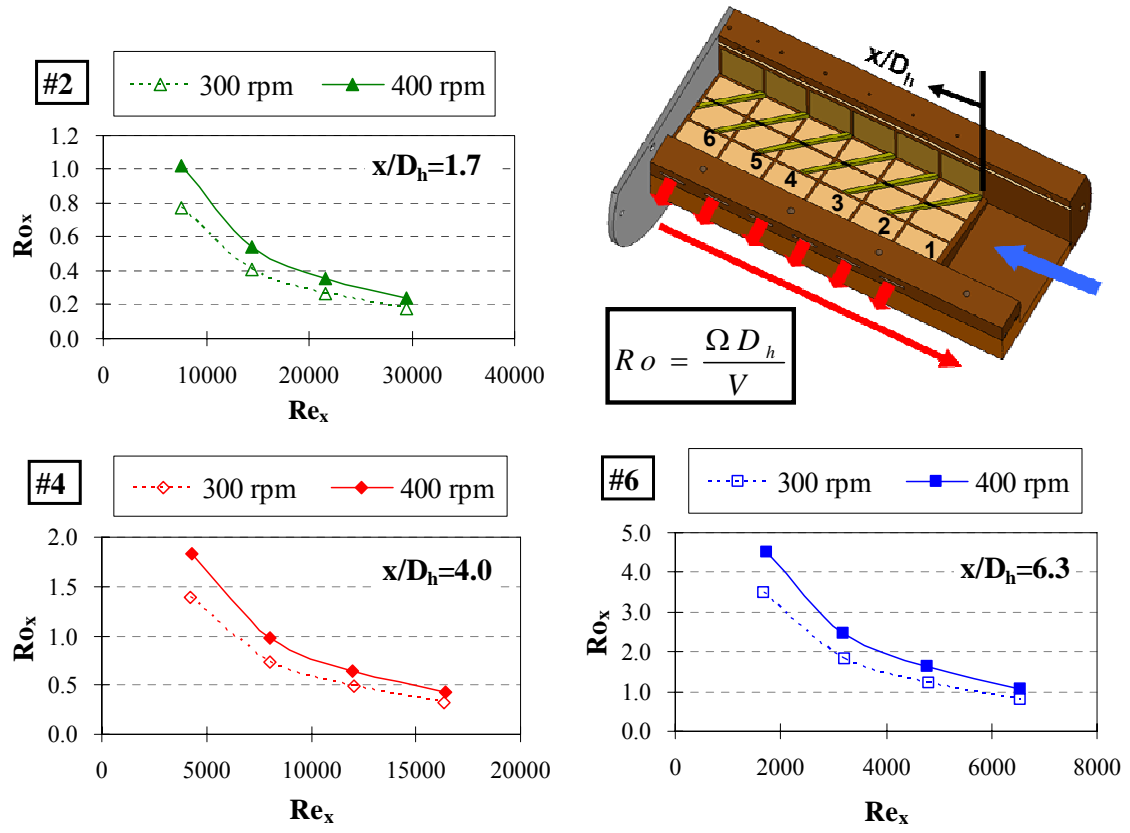 #2
300 rpm 400 rpm
x/Dₕ=1.7
1.2
1.0
0.8
0.6
0.4
0.2
0.0
Roₓ
0 10000 20000 30000 40000
Reₓ
x/Dₕ
6
5
4
3
2
1
Ro = Ω Dₕ / V
#4
300 rpm 400 rpm
x/Dₕ=4.0
2.0
1.5
1.0
0.5
0.0
Roₓ
0 5000 10000 15000 20000
Reₓ
#6
300 rpm 400 rpm
x/Dₕ=6.3
5.0
4.0
3.0
2.0
1.0
0.0
Roₓ
0 2000 4000 6000 8000
Reₓ